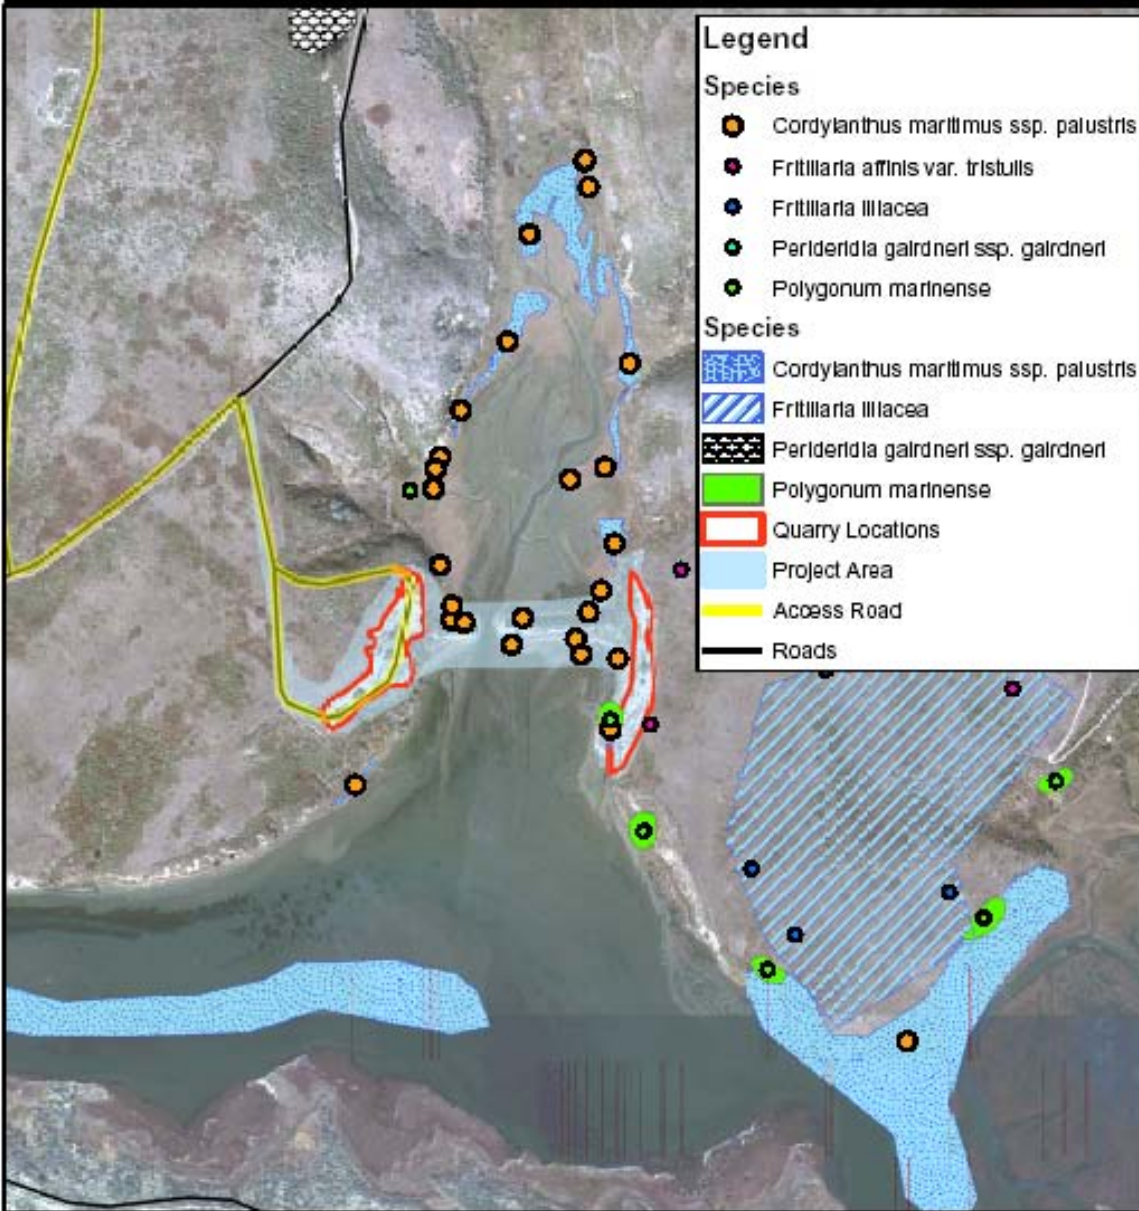 Legend
Species
Cordylanthus maritimus ssp. palustris
Fritillaria affinis var. tristulis
Fritillaria liliacea
Perideridia gairdneri ssp. gairdneri
Polygonum marinense
Species
Cordylanthus maritimus ssp. palustris
Fritillaria liliacea
Perideridia gairdneri ssp. gairdneri
Polygonum marinense
Quarry Locations
Project Area
Access Road
Roads